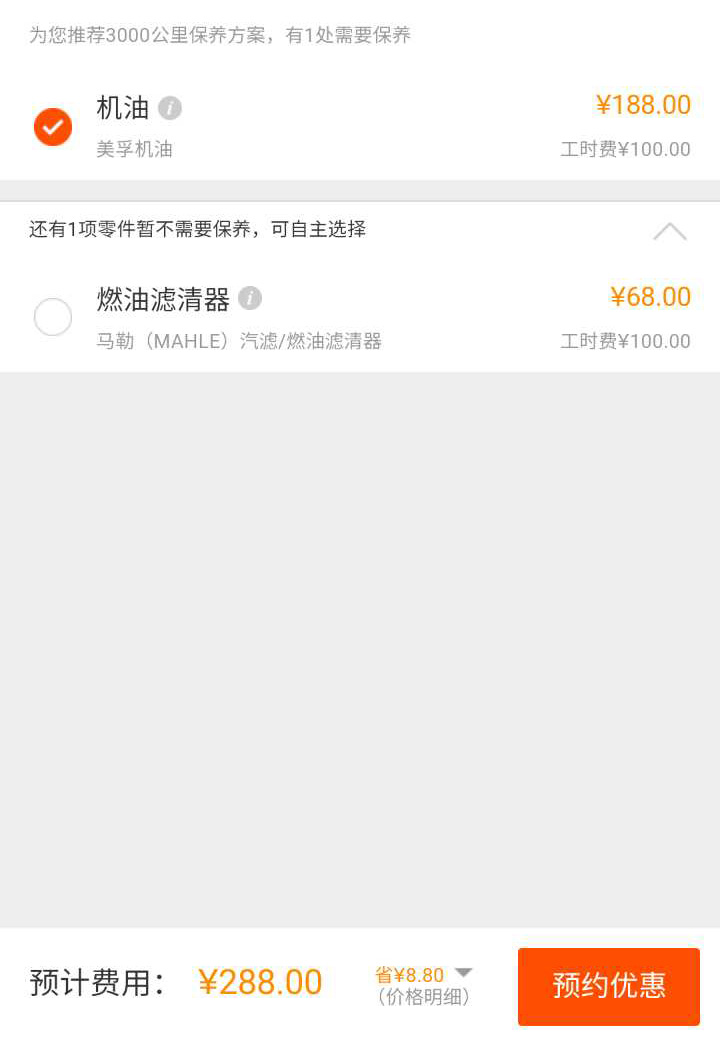 为您推荐3000公里保养方案，有1处需要保养
机油
¥188.00
美孚机油
工时费¥100.00
还有1项零件暂不需要保养，可自主选择
燃油滤清器
¥68.00
马勒（MAHLE）汽滤/燃油滤清器
工时费¥100.00
预计费用：
¥288.00
省¥8.80
（价格明细）
预约优惠